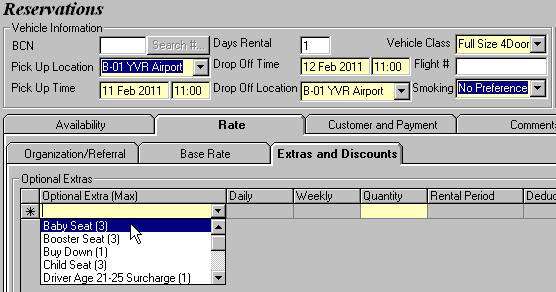 Reservations
Vehicle Information
BCN Search #... Days Rental 1 Vehicle Class Full Size 4Door
Pick Up Location B-01 YVR Airport Drop Off Time 12 Feb 2011 11:00 Flight #
Pick Up Time 11 Feb 2011 11:00 Drop Off Location B-01 YVR Airport Smoking No Preference
Availability Rate Customer and Payment Comments
Organization/Referral Base Rate Extras and Discounts
Optional Extras
Optional Extra (Max) Daily Weekly Quantity Rental Period Deduc
Baby Seat (3)
Booster Seat (3)
Buy Down (1)
Child Seat (3)
Driver Age 21-25 Surcharge (1)